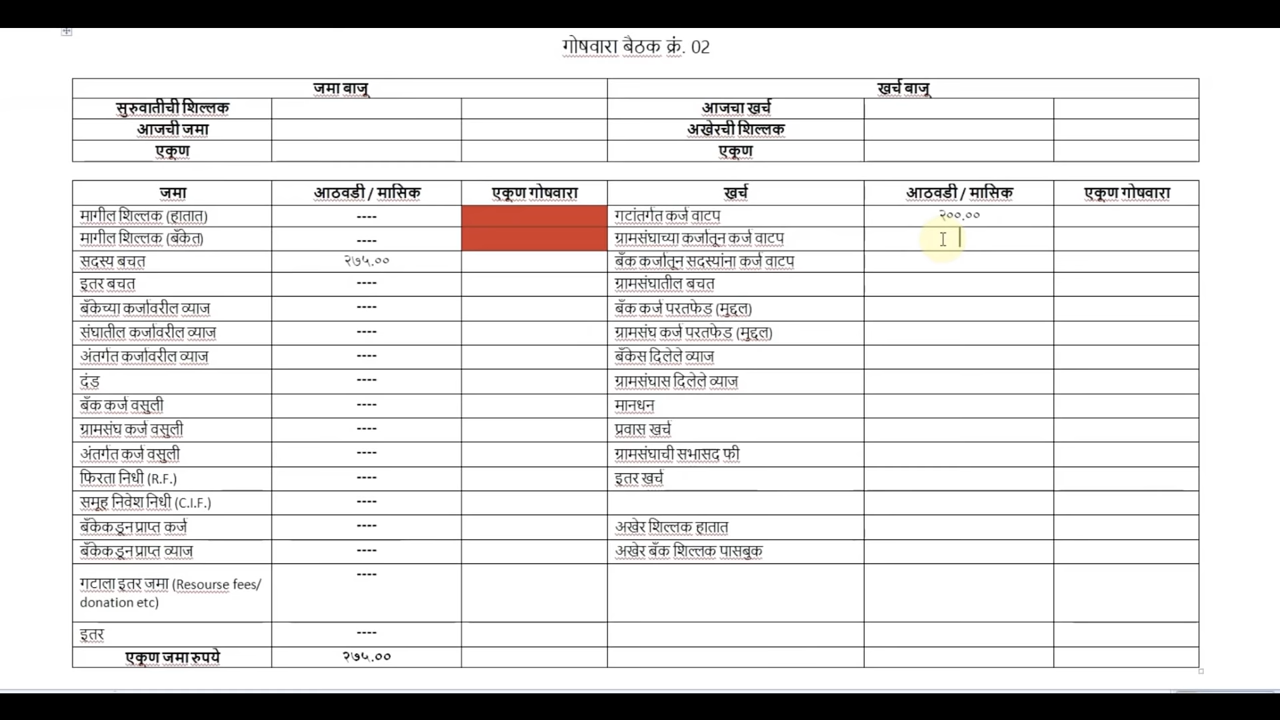 गोषवारा बैठक क्रं. 02
जमा बाजू खर्च बाजू
सुरुवातीची शिल्लक आजचा खर्च
आजची जमा अखेरची शिल्लक
एकूण एकूण
जमा आठवडी / मासिक एकूण गोषवारा खर्च आठवडी / मासिक एकूण गोषवारा
मागील शिल्लक (हातात) ---- गटांतर्गत कर्ज वाटप २००.००
मागील शिल्लक (बँकेत) ---- ग्रामसंघाच्या कर्जातून कर्ज वाटप
सदस्य बचत २७५.०० बँक कर्जातून सदस्यांना कर्ज वाटप
इतर बचत ---- ग्रामसंघातील बचत
बँकेच्या कर्जावरील व्याज ---- बँक कर्ज परतफेड (मुद्दल)
संघातील कर्जावरील व्याज ---- ग्रामसंघ कर्ज परतफेड (मुद्दल)
अंतर्गत कर्जावरील व्याज ---- बँकेस दिलेले व्याज
दंड ---- ग्रामसंघास दिलेले व्याज
बँक कर्ज वसुली ---- मानधन
ग्रामसंघ कर्ज वसुली ---- प्रवास खर्च
अंतर्गत कर्ज वसुली ---- ग्रामसंघाची सभासद फी
फिरता निधी (R.F.) ---- इतर खर्च
समूह निवेश निधी (C.I.F.) ----
बँकेकडून प्राप्त कर्ज ---- अखेर शिल्लक हातात
बँकेकडून प्राप्त व्याज ---- अखेर बँक शिल्लक पासबुक
गटाला इतर जमा (Resourse fees/ ----
donation etc)
इतर ----
एकूण जमा रुपये २७५.००